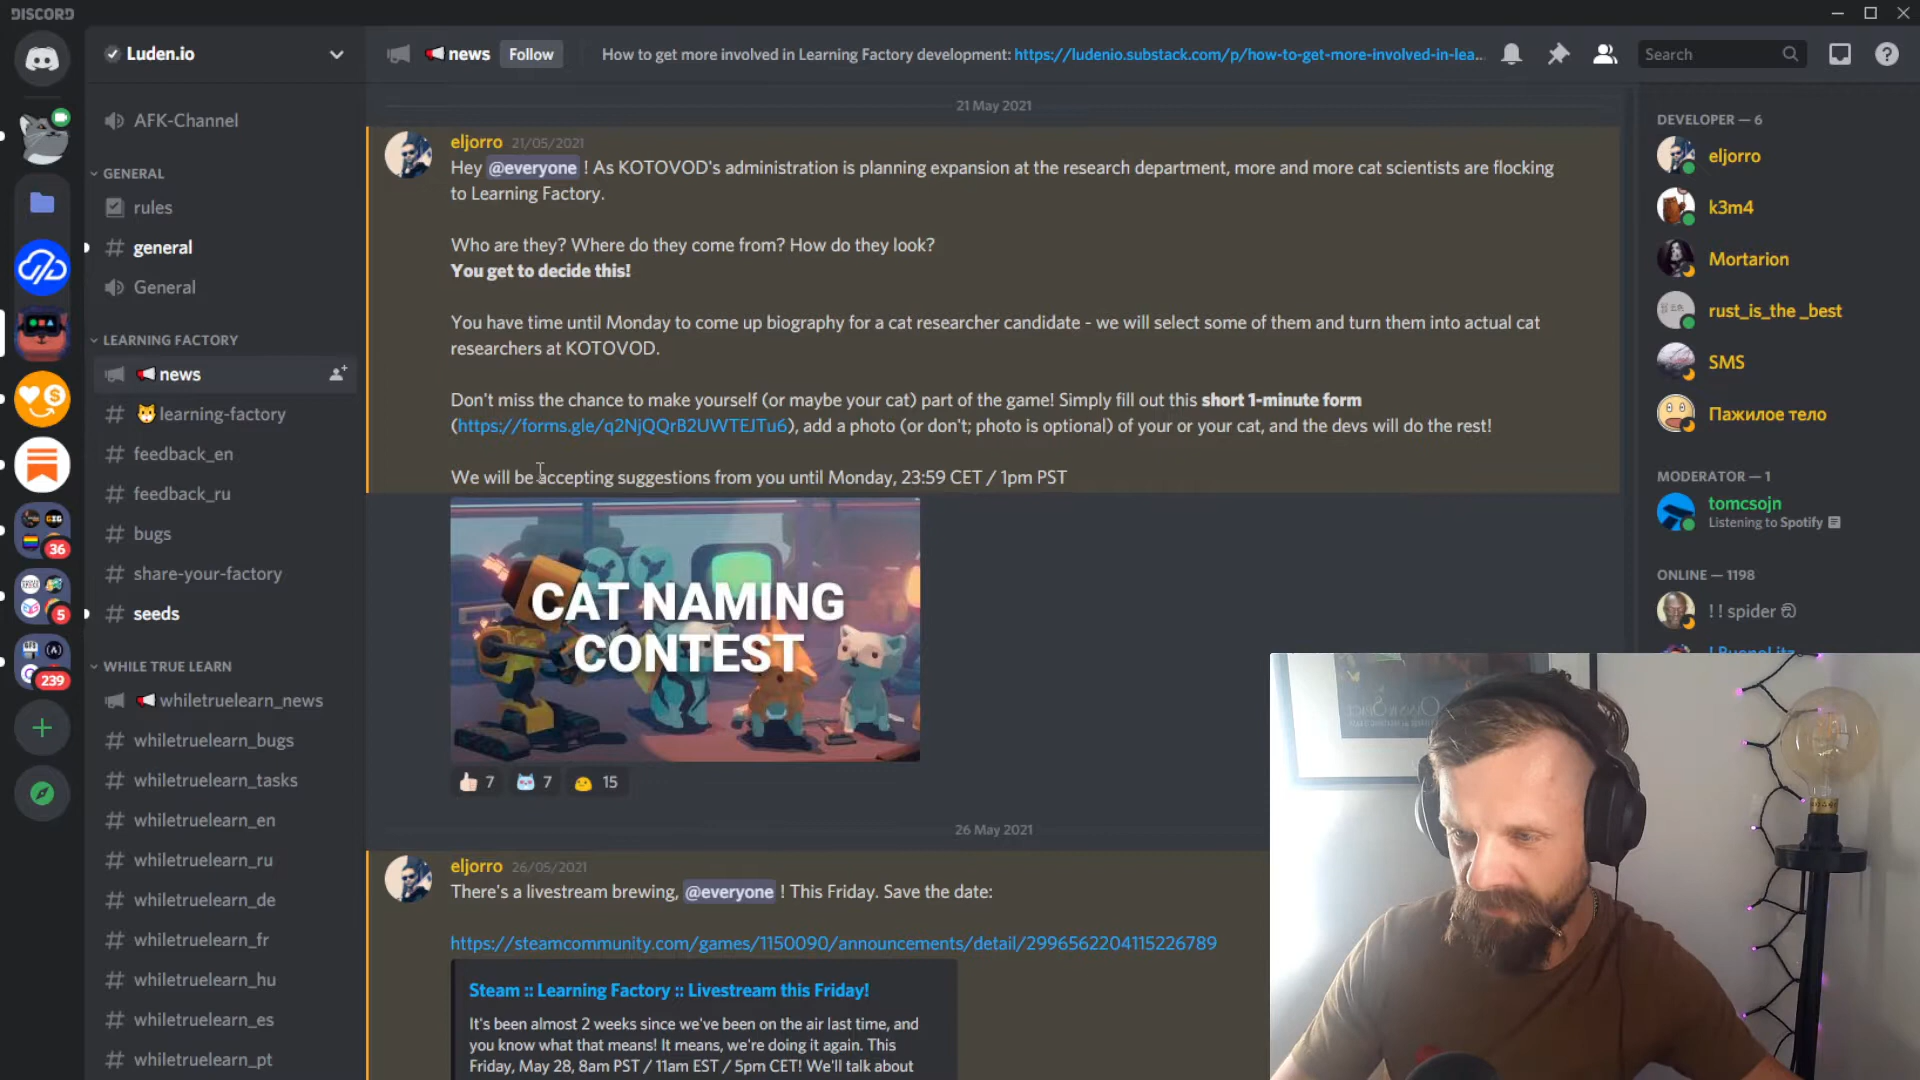 DISCORD
Luden.io
AFK-Channel
GENERAL
rules
general
General
LEARNING FACTORY
news
learning-factory
feedback_en
feedback_ru
bugs
share-your-factory
seeds
WHILE TRUE LEARN
whiletruelearn_news
whiletruelearn_bugs
whiletruelearn_tasks
whiletruelearn_en
whiletruelearn_ru
whiletruelearn_de
whiletruelearn_fr
whiletruelearn_hu
whiletruelearn_es
whiletruelearn_pt
36
5
239
news
Follow
How to get more involved in Learning Factory development: https://ludenio.substack.com/p/how-to-get-more-involved-in-lea...
Search
21 May 2021
eljorro 21/05/2021
Hey @everyone ! As KOTOVOD's administration is planning expansion at the research department, more and more cat scientists are flocking
to Learning Factory.
Who are they? Where do they come from? How do they look?
You get to decide this!
You have time until Monday to come up biography for a cat researcher candidate - we will select some of them and turn them into actual cat
researchers at KOTOVOD.
Don't miss the chance to make yourself (or maybe your cat) part of the game! Simply fill out this short 1-minute form
(https://forms.gle/q2NjQQrB2UWTEJTu6), add a photo (or don't; photo is optional) of your or your cat, and the devs will do the rest!
We will be accepting suggestions from you until Monday, 23:59 CET / 1pm PST
CAT NAMING
CONTEST
7
7
15
26 May 2021
eljorro 26/05/2021
There's a livestream brewing, @everyone ! This Friday. Save the date:
https://steamcommunity.com/games/1150090/announcements/detail/2996562204115226789
Steam :: Learning Factory :: Livestream this Friday!
It's been almost 2 weeks since we've been on the air last time, and
you know what that means! It means, we're doing it again. This
Friday, May 28, 8am PST / 11am EST / 5pm CET! We'll talk about
DEVELOPER — 6
eljorro
k3m4
Mortarion
rust_is_the _best
SMS
Пажилое тело
MODERATOR — 1
tomcsojn
Listening to Spotify
ONLINE — 1198
! ! spider